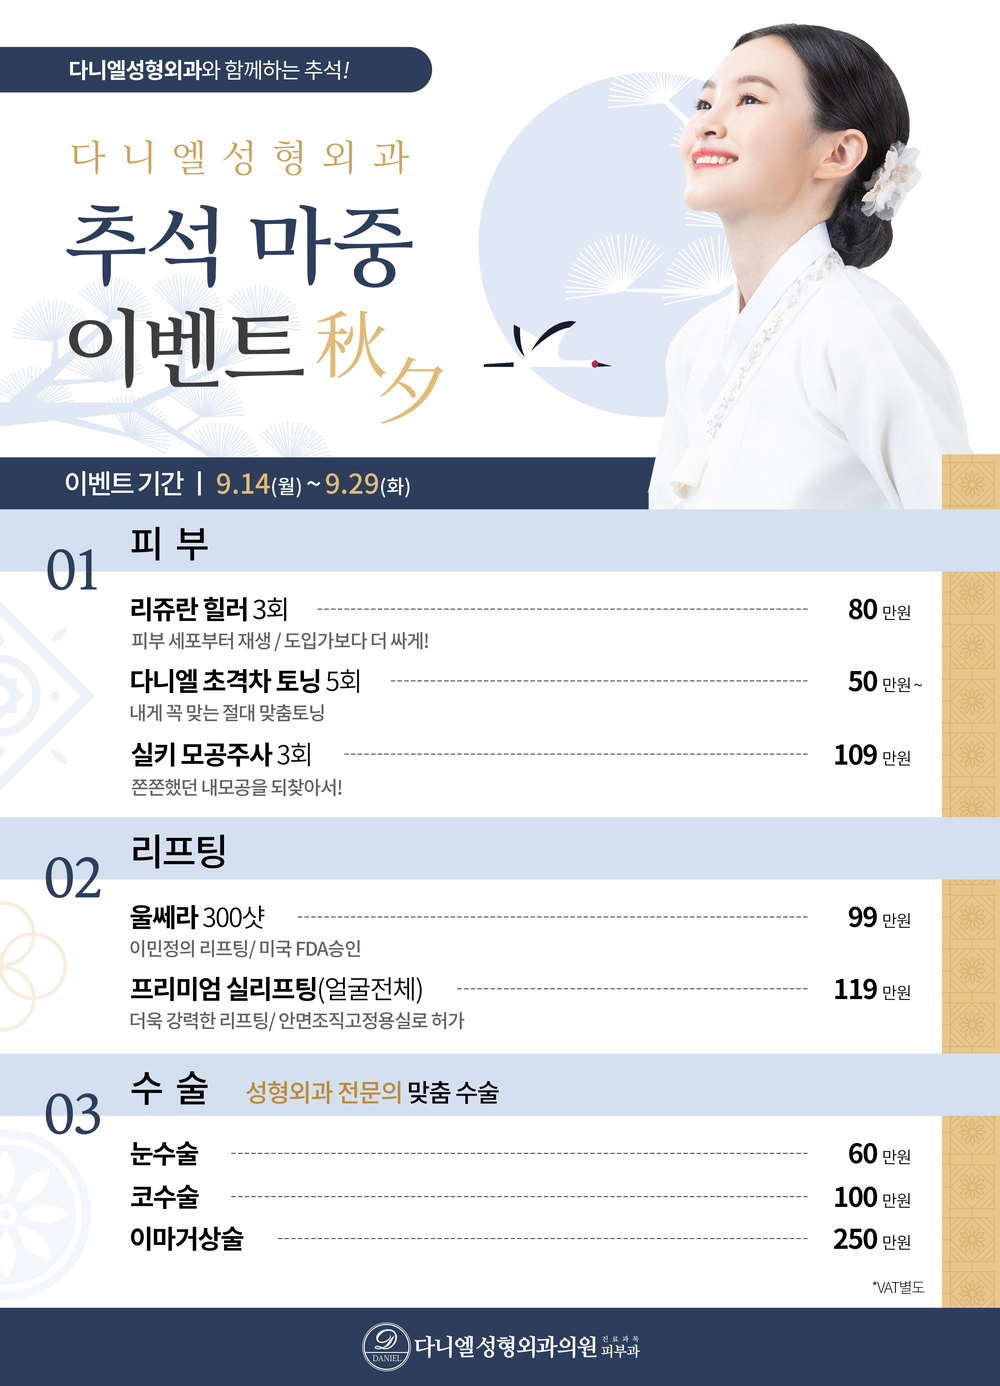 다니엘성형외과와 함께하는 추석!
다니엘성형외과
추석 마중
이벤트 秋夕
이벤트 기간 | 9.14(월) ~ 9.29(화)
01 피 부
리쥬란 힐러 3회 80 만원
피부 세포부터 재생 / 도입가보다 더 싸게!
다니엘 초격차 토닝 5회 50 만원~
내게 꼭 맞는 절대 맞춤토닝
실키 모공주사 3회 109 만원
쫀쫀했던 내모공을 되찾아서!
02 리프팅
울쎄라 300샷 99 만원
이민정의 리프팅/ 미국 FDA승인
프리미엄 실리프팅(얼굴전체) 119 만원
더욱 강력한 리프팅/ 안면조직고정용실로 허가
03 수 술 성형외과 전문의 맞춤 수술
눈수술 60 만원
코수술 100 만원
이마거상술 250 만원
*VAT별도
D DANIEL 다니엘성형외과의원 진료과목 피부과